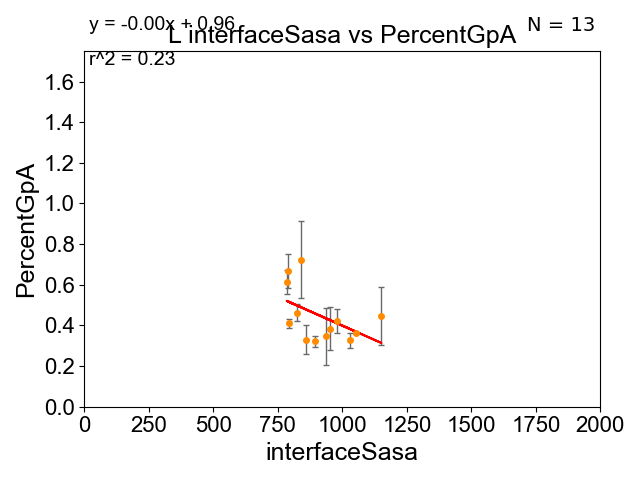 y = -0.00x + 0.96
N = 13
L interfaceSasa vs PercentGpA
r^2 = 0.23
PercentGpA
1.6
1.4
1.2
1.0
0.8
0.6
0.4
0.2
0.0
0 250 500 750 1000 1250 1500 1750 2000
interfaceSasa